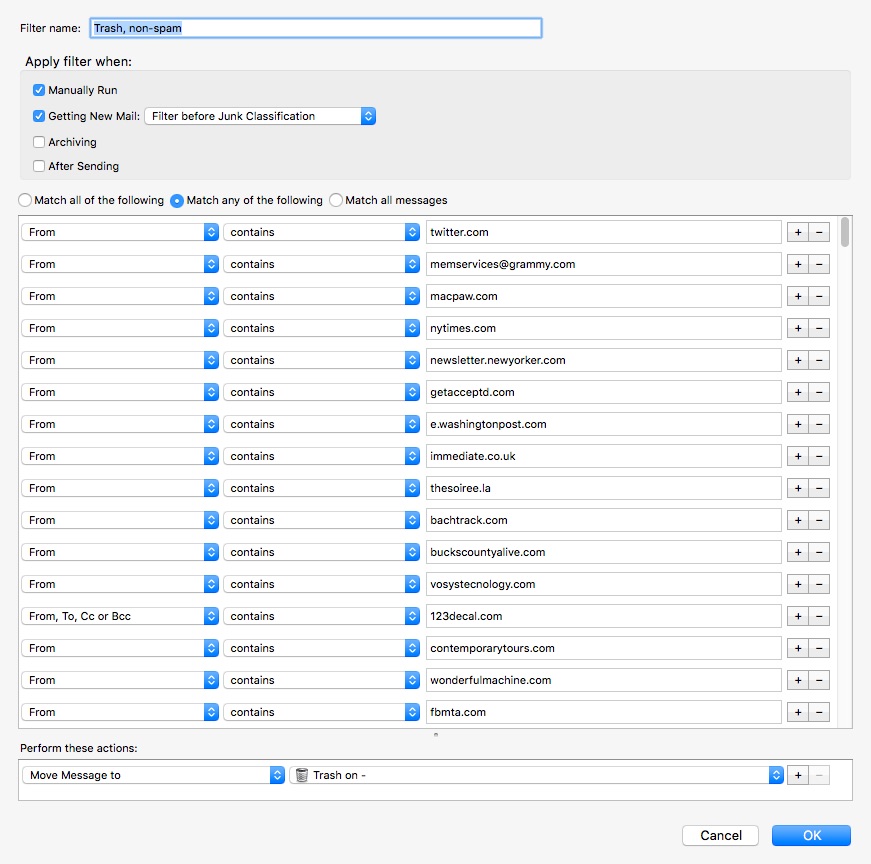 Filter name: Trash, non-spam
Apply filter when:
Manually Run
Getting New Mail: Filter before Junk Classification
Archiving
After Sending
Match all of the following Match any of the following Match all messages
From contains twitter.com + −
From contains memservices@grammy.com + −
From contains macpaw.com + −
From contains nytimes.com + −
From contains newsletter.newyorker.com + −
From contains getacceptd.com + −
From contains e.washingtonpost.com + −
From contains immediate.co.uk + −
From contains thesoiree.la + −
From contains bachtrack.com + −
From contains buckscountyalive.com + −
From contains vosystecnology.com + −
From, To, Cc or Bcc contains 123decal.com + −
From contains contemporarytours.com + −
From contains wonderfulmachine.com + −
From contains fbmta.com + −
Perform these actions:
Move Message to Trash on - + −
Cancel OK